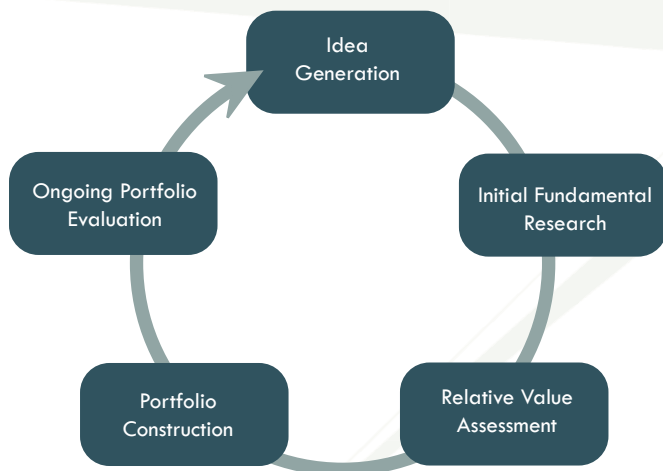 Idea
Generation
Initial Fundamental
Research
Relative Value
Assessment
Portfolio
Construction
Ongoing Portfolio
Evaluation